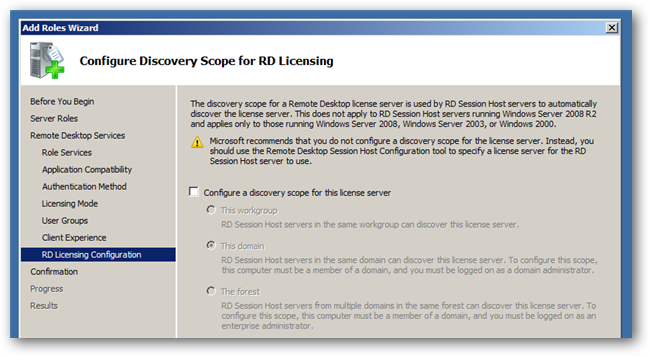 Add Roles Wizard
Configure Discovery Scope for RD Licensing
Before You Begin
Server Roles
Remote Desktop Services
Role Services
Application Compatibility
Authentication Method
Licensing Mode
User Groups
Client Experience
RD Licensing Configuration
Confirmation
Progress
Results
The discovery scope for a Remote Desktop license server is used by RD Session Host servers to automatically
discover the license server. This does not apply to RD Session Host servers running Windows Server 2008 R2
and applies only to those running Windows Server 2008, Windows Server 2003, or Windows 2000.
Microsoft recommends that you do not configure a discovery scope for the license server. Instead, you
should use the Remote Desktop Session Host Configuration tool to specify a license server for the RD
Session Host server to use.
Configure a discovery scope for this license server
This workgroup
RD Session Host servers in the same workgroup can discover this license server.
This domain
RD Session Host servers in the same domain can discover this license server. To configure this scope,
this computer must be a member of a domain, and you must be logged on as a domain administrator.
The forest
RD Session Host servers from multiple domains in the same forest can discover this license server. To
configure this scope, this computer must be a member of a domain, and you must be logged on as an
enterprise administrator.